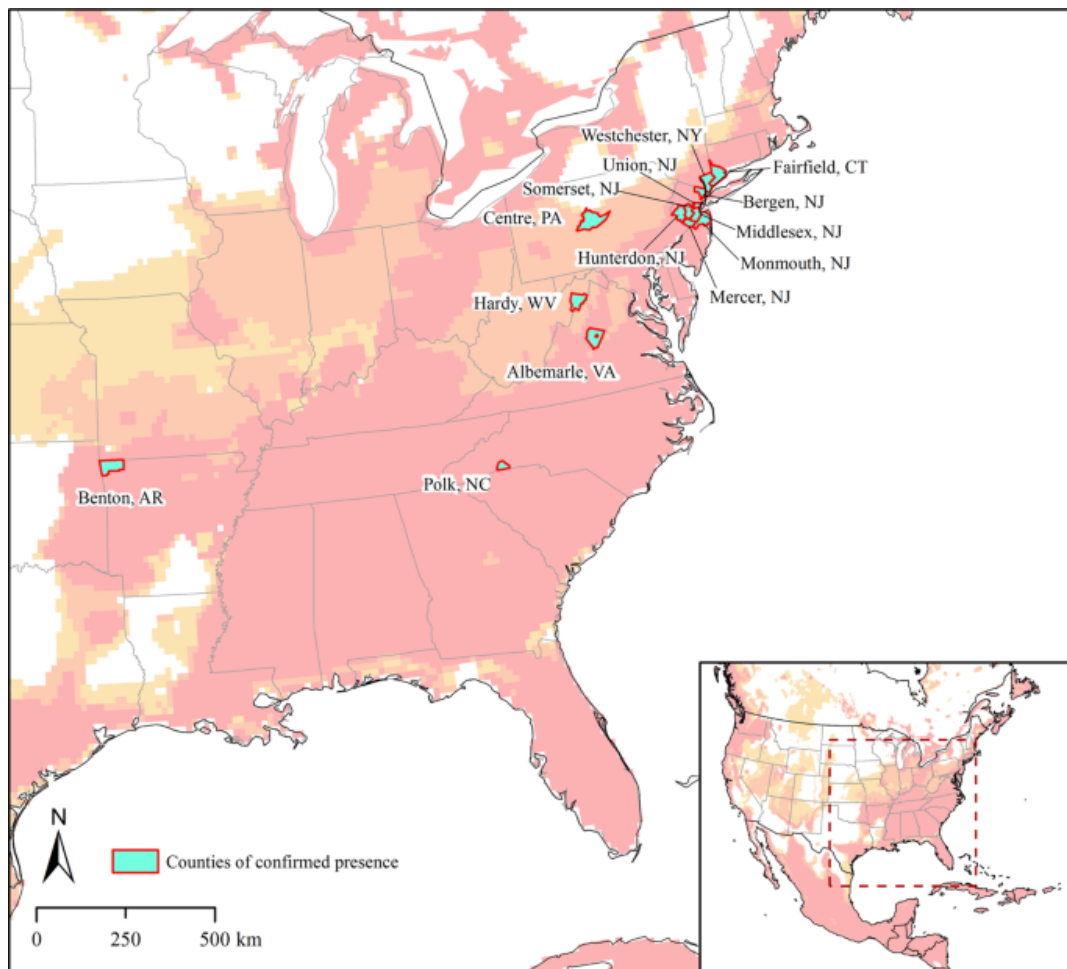 Westchester, NY
Union, NJ
Fairfield, CT
Somerset, NJ
Bergen, NJ
Centre, PA
Middlesex, NJ
Hunterdon, NJ
Monmouth, NJ
Mercer, NJ
Hardy, WV
Albemarle, VA
Polk, NC
Benton, AR
N
Counties of confirmed presence
0 250 500 km